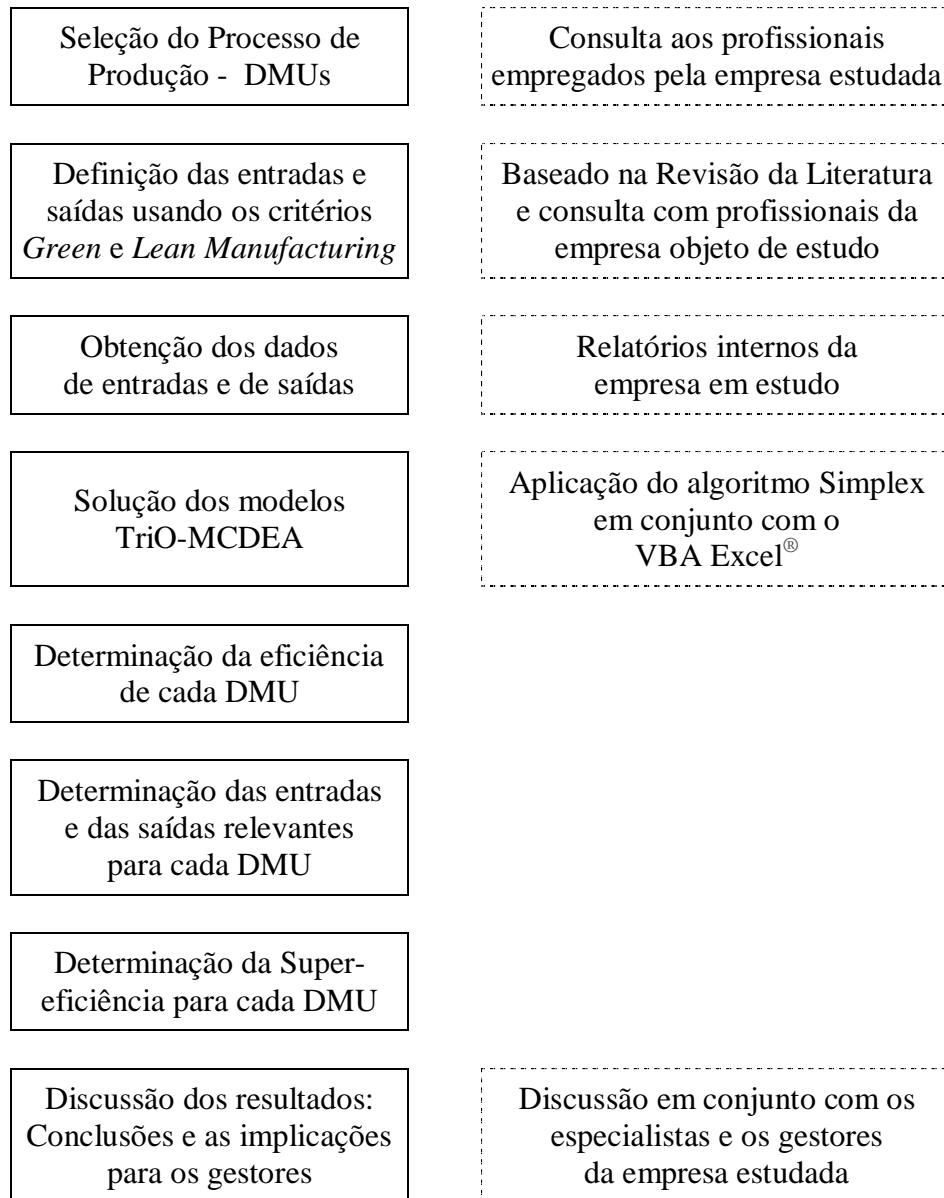 Seleção do Processo de
Produção - DMUs
Consulta aos profissionais
empregados pela empresa estudada
Definição das entradas e
saídas usando os critérios
Green e Lean Manufacturing
Baseado na Revisão da Literatura
e consulta com profissionais da
empresa objeto de estudo
Obtenção dos dados
de entradas e de saídas
Relatórios internos da
empresa em estudo
Solução dos modelos
TriO-MCDEA
Aplicação do algoritmo Simplex
em conjunto com o
VBA Excel®
Determinação da eficiência
de cada DMU
Determinação das entradas
e das saídas relevantes
para cada DMU
Determinação da Super-
eficiência para cada DMU
Discussão dos resultados:
Conclusões e as implicações
para os gestores
Discussão em conjunto com os
especialistas e os gestores
da empresa estudada